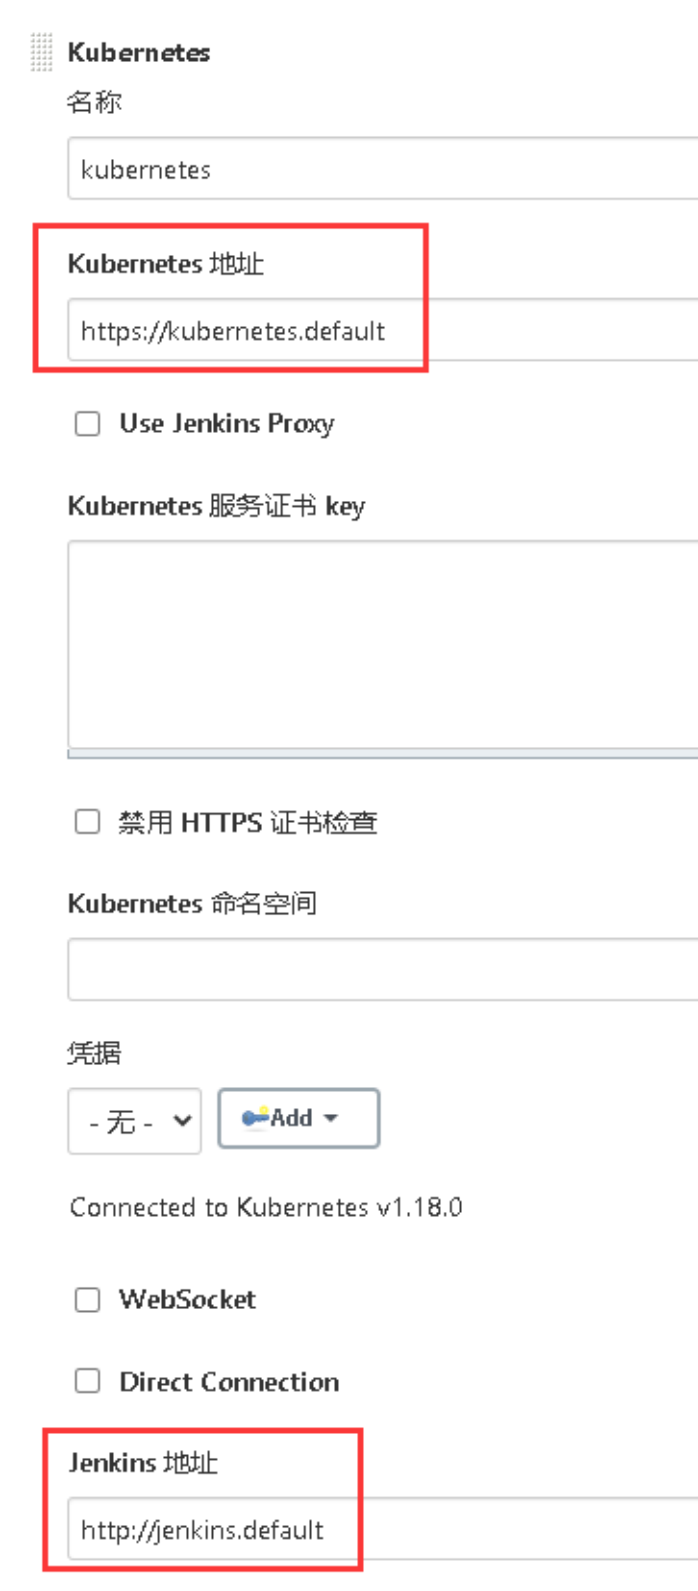 Kubernetes
名称
kubernetes
Kubernetes 地址
https://kubernetes.default
Use Jenkins Proxy
Kubernetes 服务证书 key
禁用 HTTPS 证书检查
Kubernetes 命名空间
凭据
- 无 -
Add
Connected to Kubernetes v1.18.0
WebSocket
Direct Connection
Jenkins 地址
http://jenkins.default